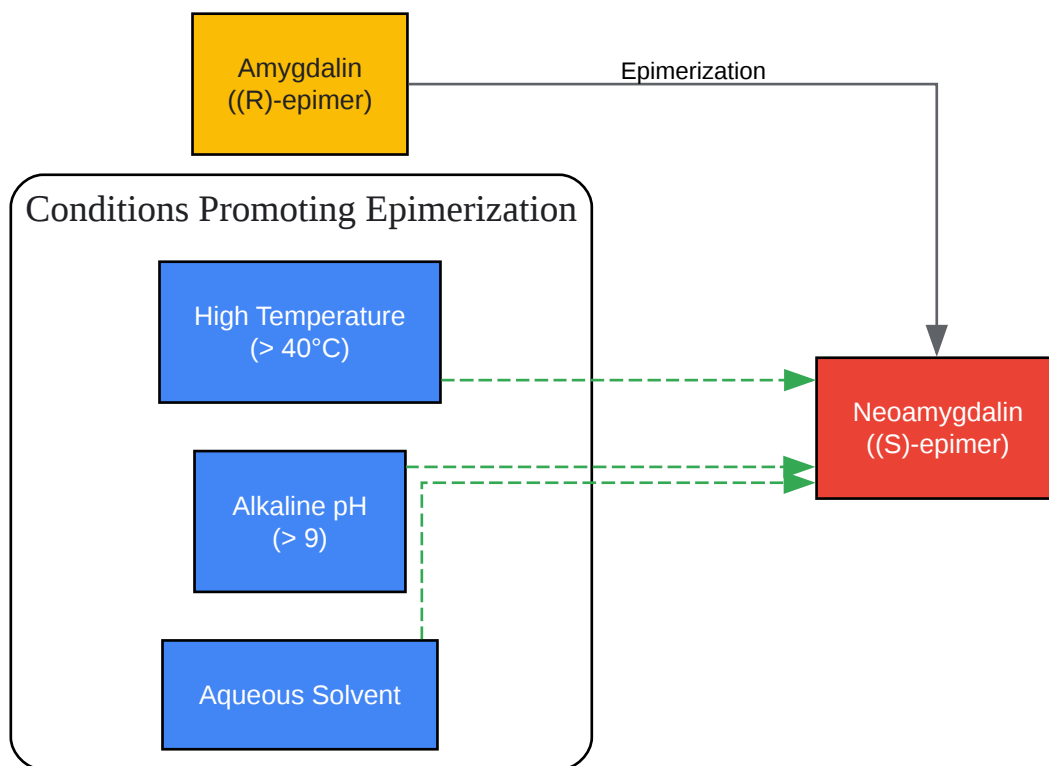 Amygdalin
((R)-epimer)
Epimerization
Conditions Promoting Epimerization
High Temperature
(> 40°C)
Neoamygdalin
((S)-epimer)
Alkaline pH
(> 9)
Aqueous Solvent